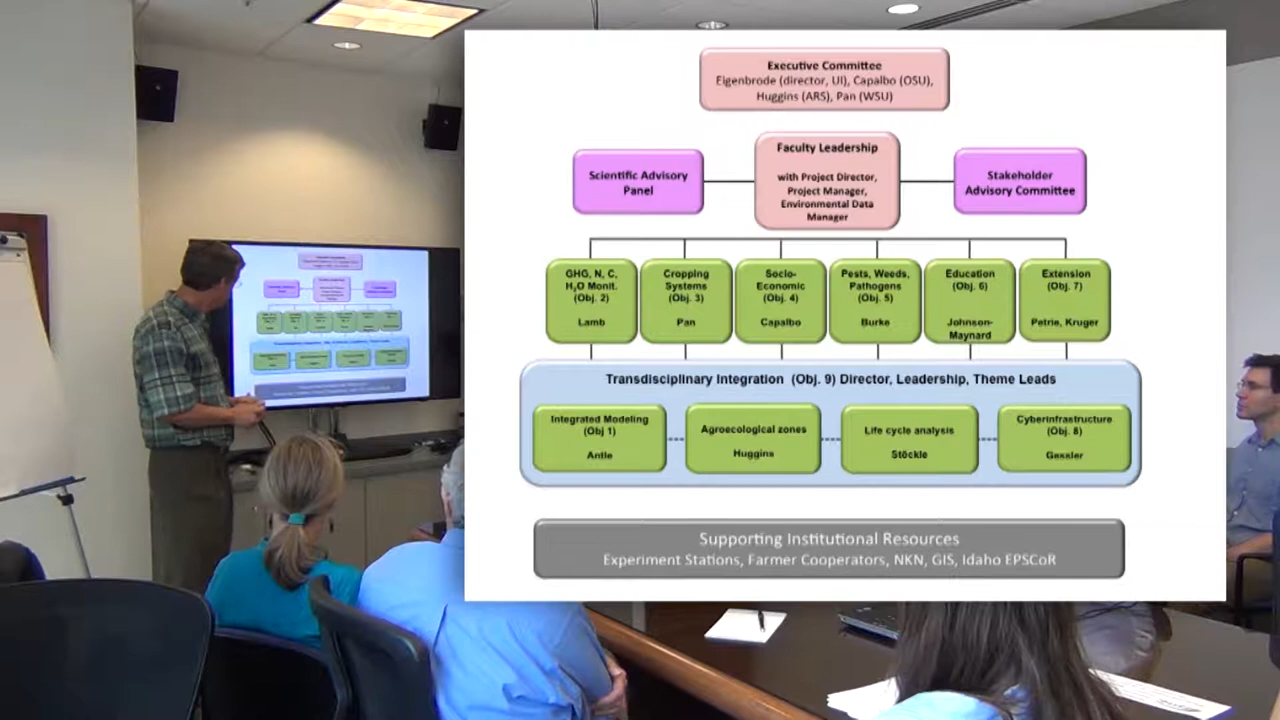 Executive Committee
Eigenbrode (director, UI), Capalbo (OSU),
Huggins (ARS), Pan (WSU)
Scientific Advisory
Panel
Faculty Leadership
with Project Director,
Project Manager,
Environmental Data
Manager
Stakeholder
Advisory Committee
GHG, N, C,
H₂O Monit.
(Obj. 2)
Lamb
Cropping
Systems
(Obj. 3)
Pan
Socio-
Economic
(Obj. 4)
Capalbo
Pests, Weeds,
Pathogens
(Obj. 5)
Burke
Education
(Obj. 6)
Johnson-
Maynard
Extension
(Obj. 7)
Petrie, Kruger
Transdisciplinary Integration (Obj. 9) Director, Leadership, Theme Leads
Integrated Modeling
(Obj 1)
Antle
Agroecological zones
Huggins
Life cycle analysis
Stöckle
Cyberinfrastructure
(Obj. 8)
Gessler
Supporting Institutional Resources
Experiment Stations, Farmer Cooperators, NKN, GIS, Idaho EPSCoR